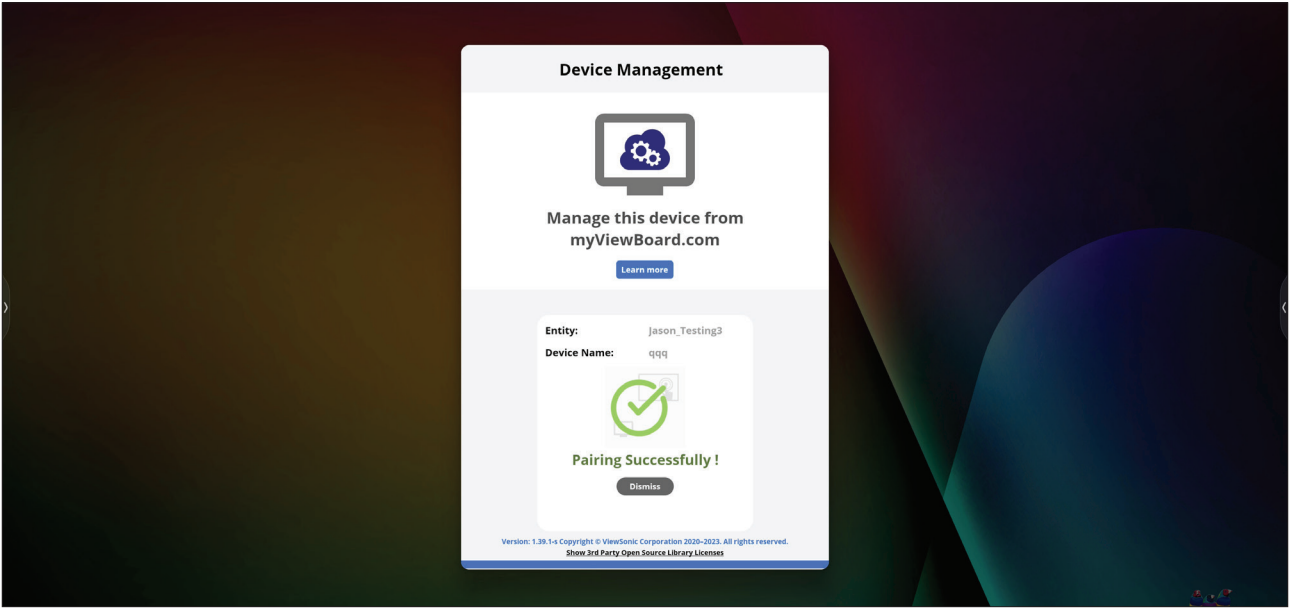 Device Management
Manage this device from
myViewBoard.com
Learn more
Entity: Jason_Testing3
Device Name: qqq
Pairing Successfully !
Dismiss
Version: 1.39.1-s Copyright © ViewSonic Corporation 2020–2023. All rights reserved.
Show 3rd Party Open Source Library Licenses